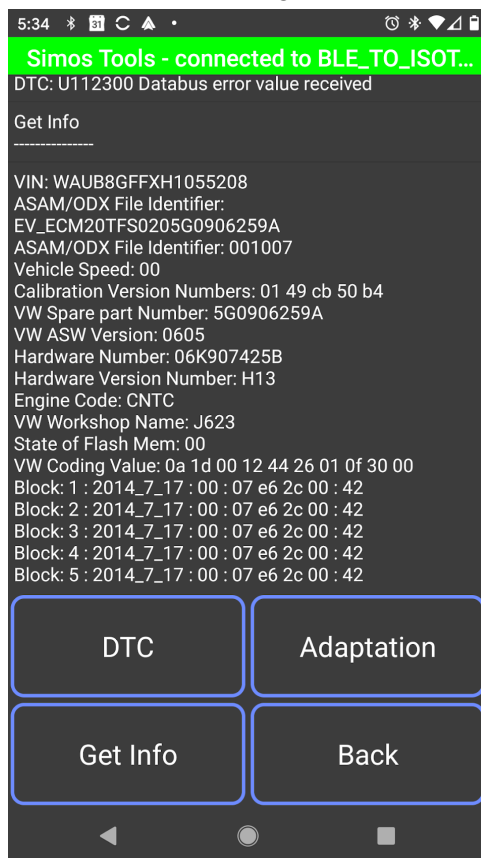 5:34
31
Simos Tools - connected to BLE_TO_ISOT...
DTC: U112300 Databus error value received
Get Info
---------------
VIN: WAUB8GFFXH1055208
ASAM/ODX File Identifier:
EV_ECM20TFS0205G0906259A
ASAM/ODX File Identifier: 001007
Vehicle Speed: 00
Calibration Version Numbers: 01 49 cb 50 b4
VW Spare part Number: 5G0906259A
VW ASW Version: 0605
Hardware Number: 06K907425B
Hardware Version Number: H13
Engine Code: CNTC
VW Workshop Name: J623
State of Flash Mem: 00
VW Coding Value: 0a 1d 00 12 44 26 01 0f 30 00
Block: 1 : 2014_7_17 : 00 : 07 e6 2c 00 : 42
Block: 2 : 2014_7_17 : 00 : 07 e6 2c 00 : 42
Block: 3 : 2014_7_17 : 00 : 07 e6 2c 00 : 42
Block: 4 : 2014_7_17 : 00 : 07 e6 2c 00 : 42
Block: 5 : 2014_7_17 : 00 : 07 e6 2c 00 : 42
DTC
Adaptation
Get Info
Back